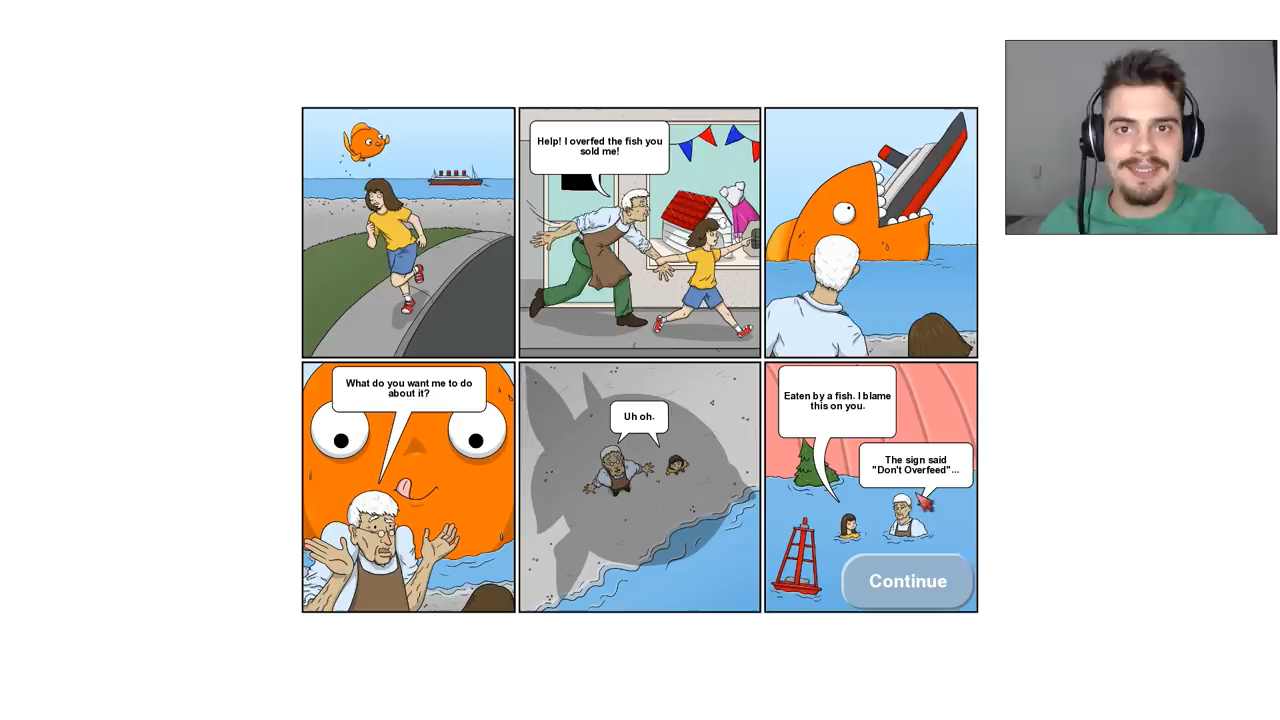 Help! I overfed the fish you
sold me!
What do you want me to do
about it?
Uh oh.
Eaten by a fish. I blame
this on you.
The sign said
"Don't Overfeed"...
Continue